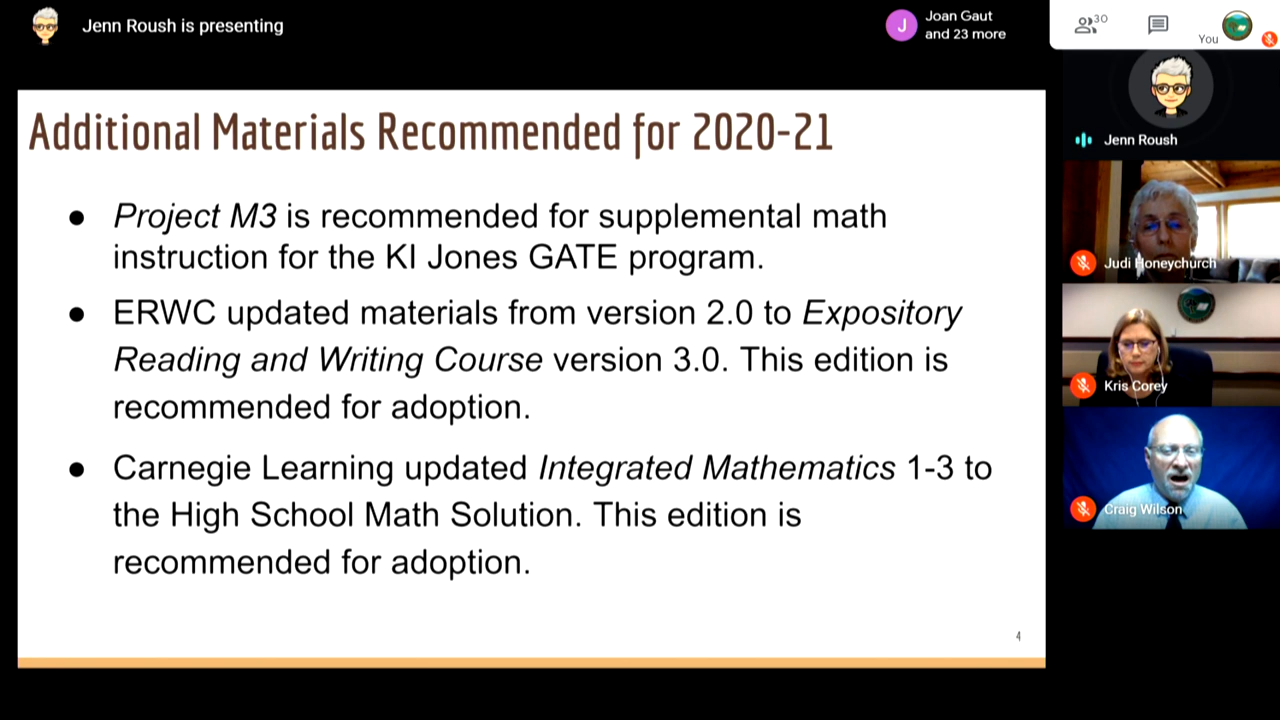 Jenn Roush is presenting
J
Joan Gaut
and 23 more
30
You
Additional Materials Recommended for 2020-21
● Project M3 is recommended for supplemental math
instruction for the KI Jones GATE program.
● ERWC updated materials from version 2.0 to Expository
Reading and Writing Course version 3.0. This edition is
recommended for adoption.
● Carnegie Learning updated Integrated Mathematics 1-3 to
the High School Math Solution. This edition is
recommended for adoption.
4
Jenn Roush
Judi Honeychurch
Kris Corey
Craig Wilson